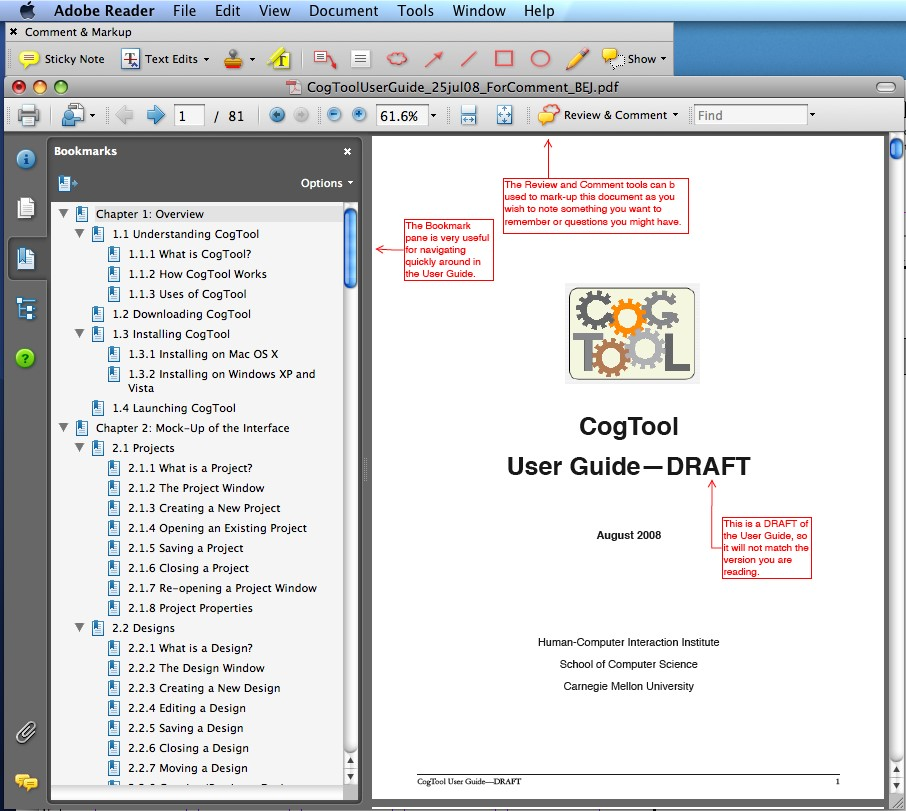 Adobe Reader File Edit View Document Tools Window Help
Comment & Markup
Sticky Note Text Edits Show
CogToolUserGuide_25jul08_ForComment_BEJ.pdf
1 / 81 61.6% Review & Comment Find
Bookmarks
Options
Chapter 1: Overview
1.1 Understanding CogTool
1.1.1 What is CogTool?
1.1.2 How CogTool Works
1.1.3 Uses of CogTool
1.2 Downloading CogTool
1.3 Installing CogTool
1.3.1 Installing on Mac OS X
1.3.2 Installing on Windows XP and
Vista
1.4 Launching CogTool
Chapter 2: Mock-Up of the Interface
2.1 Projects
2.1.1 What is a Project?
2.1.2 The Project Window
2.1.3 Creating a New Project
2.1.4 Opening an Existing Project
2.1.5 Saving a Project
2.1.6 Closing a Project
2.1.7 Re-opening a Project Window
2.1.8 Project Properties
2.2 Designs
2.2.1 What is a Design?
2.2.2 The Design Window
2.2.3 Creating a New Design
2.2.4 Editing a Design
2.2.5 Saving a Design
2.2.6 Closing a Design
2.2.7 Moving a Design
The Review and Comment tools can b
used to mark-up this document as you
wish to note something you want to
remember or questions you might have.
The Bookmark
pane is very useful
for navigating
quickly around in
the User Guide.
COG
TOOL
CogTool
User Guide—DRAFT
This is a DRAFT of
the User Guide, so
it will not match the
version you are
reading.
August 2008
Human-Computer Interaction Institute
School of Computer Science
Carnegie Mellon University
CogTool User Guide—DRAFT 1